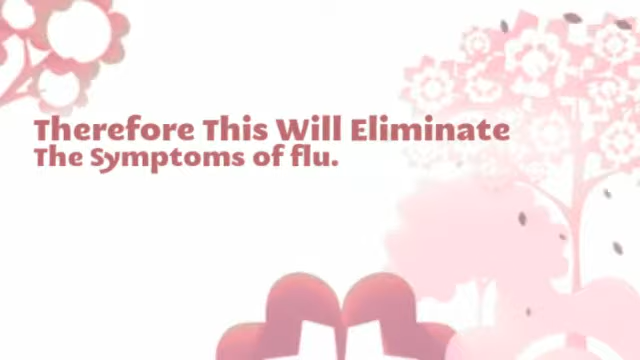 Therefore This Will Eliminate
The Symptoms of flu.